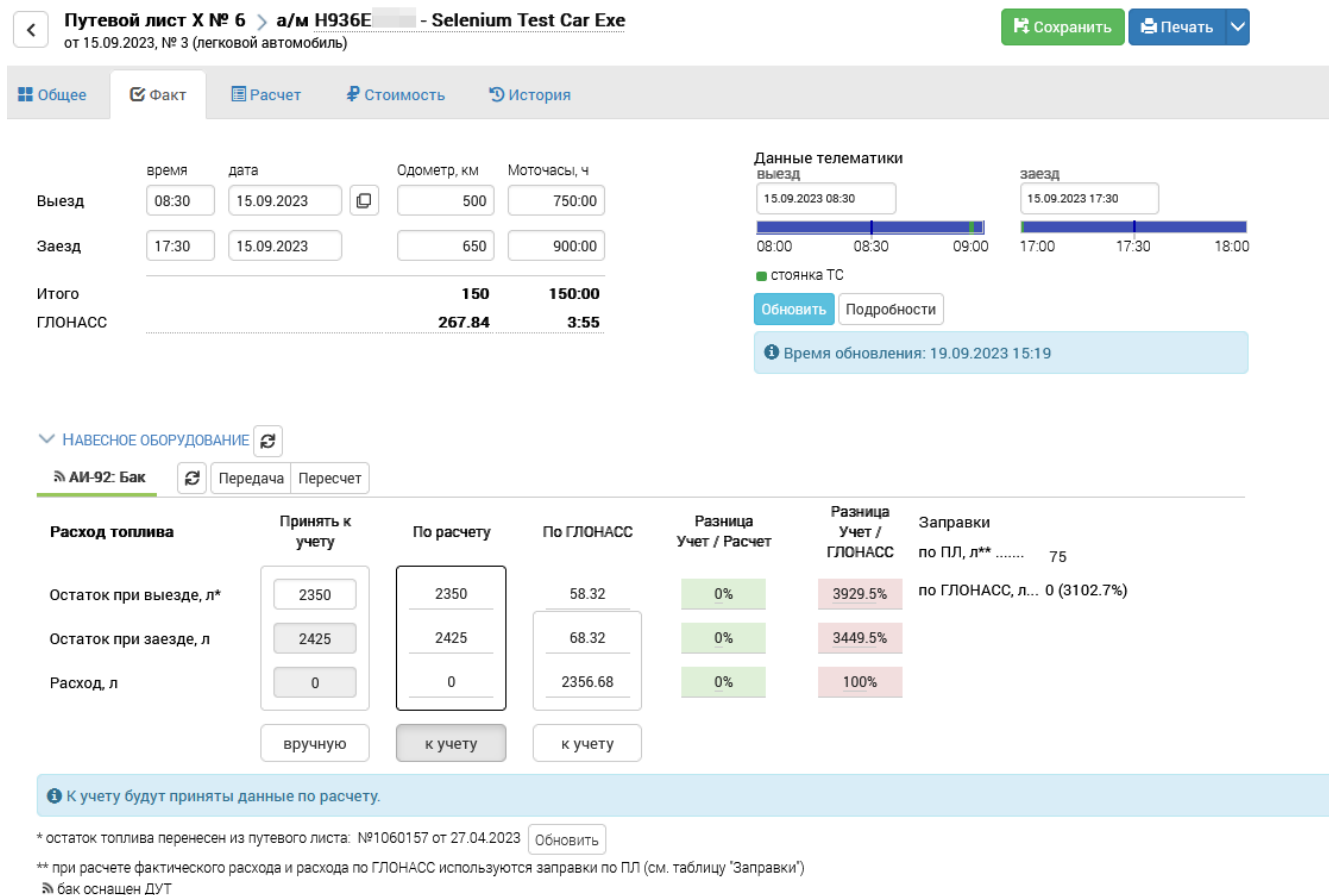 Путевой лист X № 6 > а/м Н936Е - Selenium Test Car Exe
от 15.09.2023, № 3 (легковой автомобиль)
Сохранить Печать
Общее Факт Расчет Стоимость История
время дата Одометр, км Моточасы, ч
Выезд 08:30 15.09.2023 500 750:00
Заезд 17:30 15.09.2023 650 900:00
Итого 150 150:00
ГЛОНАСС 267.84 3:55
Данные телематики
выезд заезд
15.09.2023 08:30 15.09.2023 17:30
08:00 08:30 09:00 17:00 17:30 18:00
стоянка ТС
Обновить Подробности
Время обновления: 19.09.2023 15:19
Навесное оборудование
АИ-92: Бак Передача Пересчет
Расход топлива Принять к учету По расчету По ГЛОНАСС Разница Учет / Расчет Разница Учет / ГЛОНАСС
Остаток при выезде, л* 2350 2350 58.32 0% 3929.5%
Остаток при заезде, л 2425 2425 68.32 0% 3449.5%
Расход, л 0 0 2356.68 0% 100%
вручную к учету к учету
Заправки
по ПЛ, л** ....... 75
по ГЛОНАСС, л... 0 (3102.7%)
К учету будут приняты данные по расчету.
* остаток топлива перенесен из путевого листа: №1060157 от 27.04.2023 Обновить
** при расчете фактического расхода и расхода по ГЛОНАСС используются заправки по ПЛ (см. таблицу "Заправки")
бак оснащен ДУТ